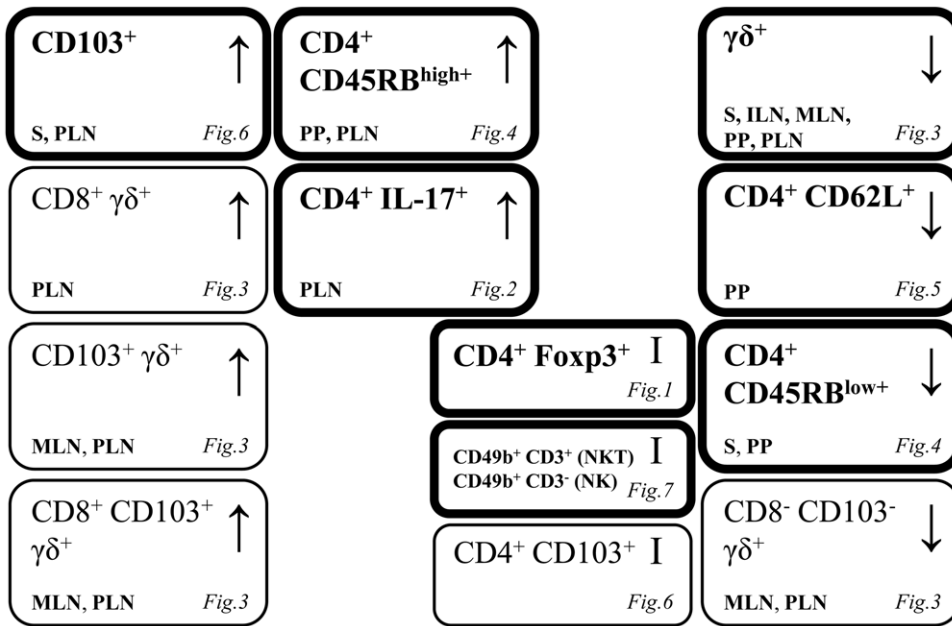 CD103⁺ ↑
S, PLN Fig.6
CD4⁺ ↑
CD45RBʰⁱᵍʰ⁺
PP, PLN Fig.4
γδ⁺ ↓
S, ILN, MLN,
PP, PLN Fig.3
CD8⁺ γδ⁺ ↑
PLN Fig.3
CD4⁺ IL-17⁺ ↑
PLN Fig.2
CD4⁺ CD62L⁺ ↓
PP Fig.5
CD103⁺ γδ⁺ ↑
MLN, PLN Fig.3
CD4⁺ Foxp3⁺ I
Fig.1
CD4⁺ ↓
CD45RBˡᵒʷ⁺
S, PP Fig.4
CD49b⁺ CD3⁺ (NKT) I
CD49b⁺ CD3⁻ (NK) Fig.7
CD8⁺ CD103⁺ ↑
γδ⁺
MLN, PLN Fig.3
CD4⁺ CD103⁺ I
Fig.6
CD8⁻ CD103⁻ ↓
γδ⁺
MLN, PLN Fig.3